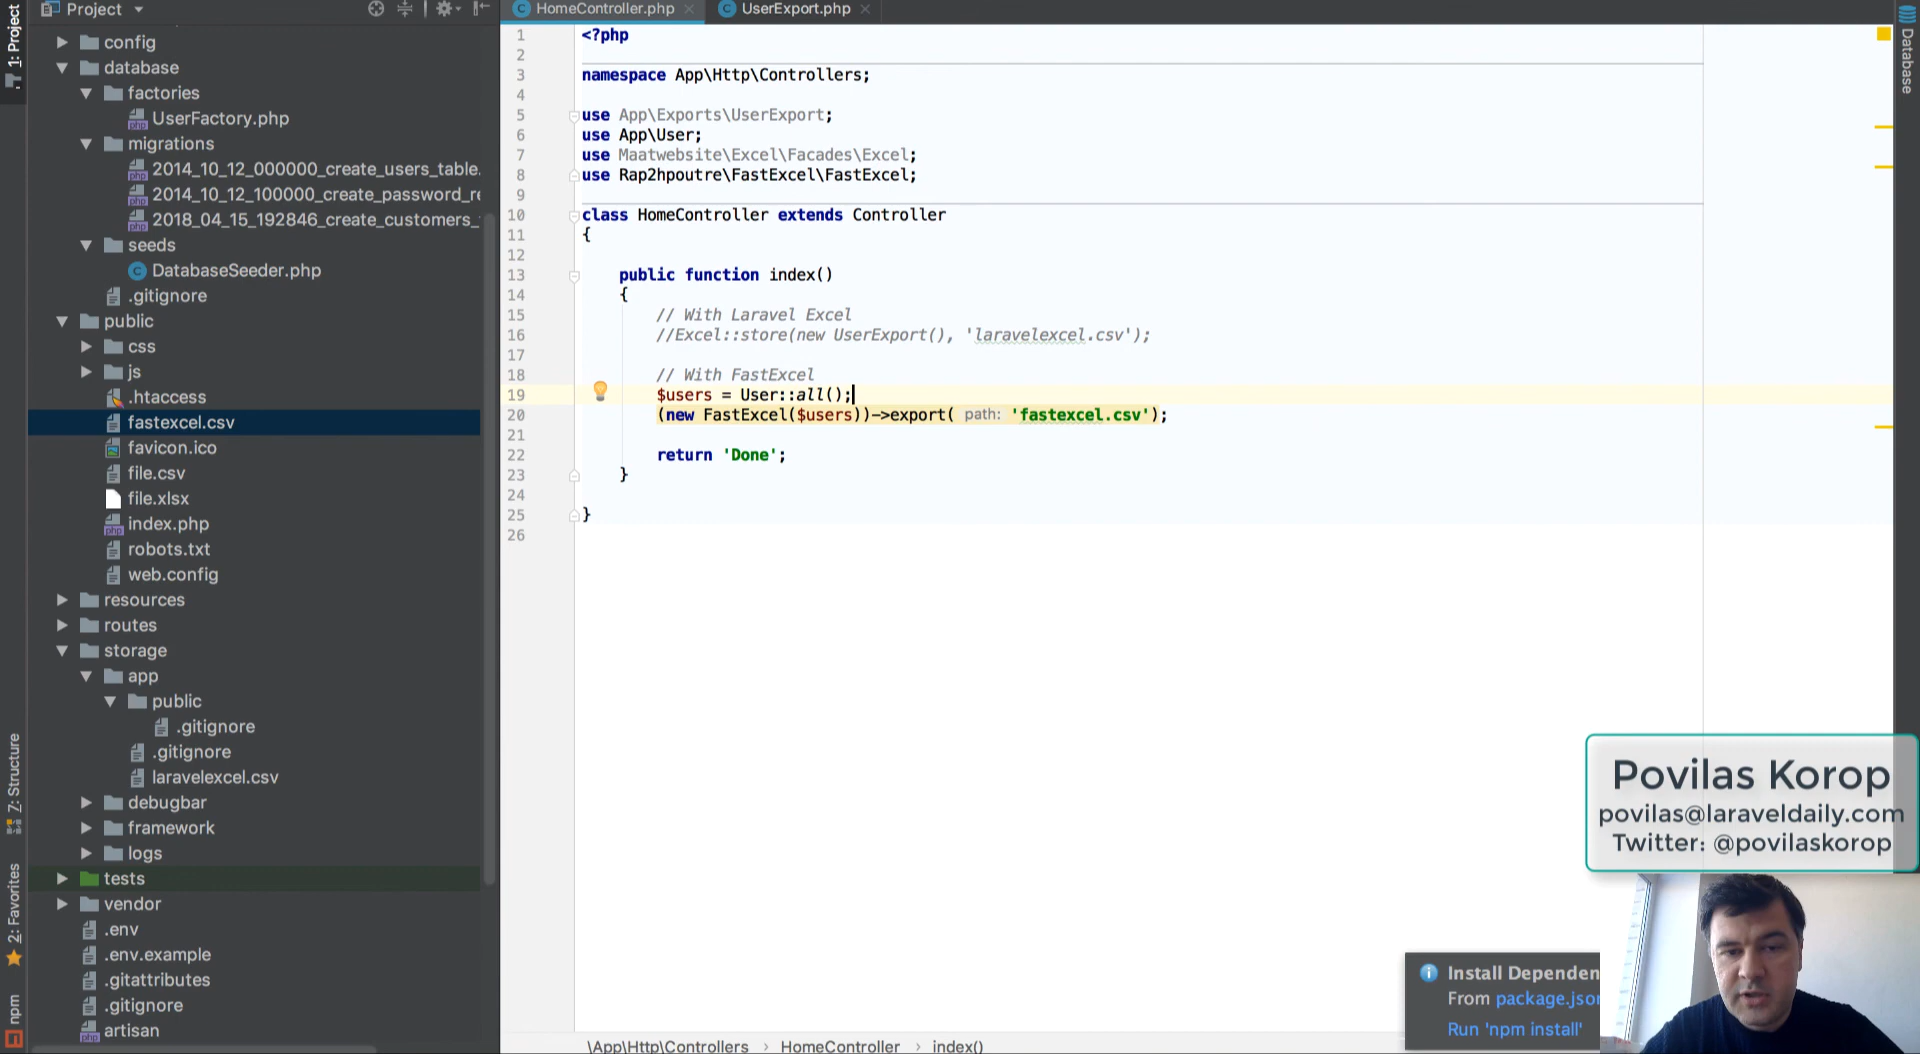 1: Project
Project
config
database
factories
UserFactory.php
migrations
2014_10_12_000000_create_users_table.
2014_10_12_100000_create_password_re
2018_04_15_192846_create_customers_
seeds
DatabaseSeeder.php
.gitignore
public
css
js
.htaccess
fastexcel.csv
favicon.ico
file.csv
file.xlsx
index.php
robots.txt
web.config
resources
routes
storage
app
public
.gitignore
.gitignore
laravelexcel.csv
debugbar
framework
logs
tests
vendor
.env
.env.example
.gitattributes
.gitignore
artisan
7: Structure
2: Favorites
npm
HomeController.php
UserExport.php
1 <?php
2
3 namespace App\Http\Controllers;
4
5 use App\Exports\UserExport;
6 use App\User;
7 use Maatwebsite\Excel\Facades\Excel;
8 use Rap2hpoutre\FastExcel\FastExcel;
9
10 class HomeController extends Controller
11 {
12
13 public function index()
14 {
15 // With Laravel Excel
16 //Excel::store(new UserExport(), 'laravelexcel.csv');
17
18 // With FastExcel
19 $users = User::all();
20 (new FastExcel($users))->export( path: 'fastexcel.csv');
21
22 return 'Done';
23 }
24
25 }
26
Database
Povilas Korop
povilas@laraveldaily.com
Twitter: @povilaskorop
Install Dependen
From package.json
Run 'npm install'
\App\Http\Controllers › HomeController › index()